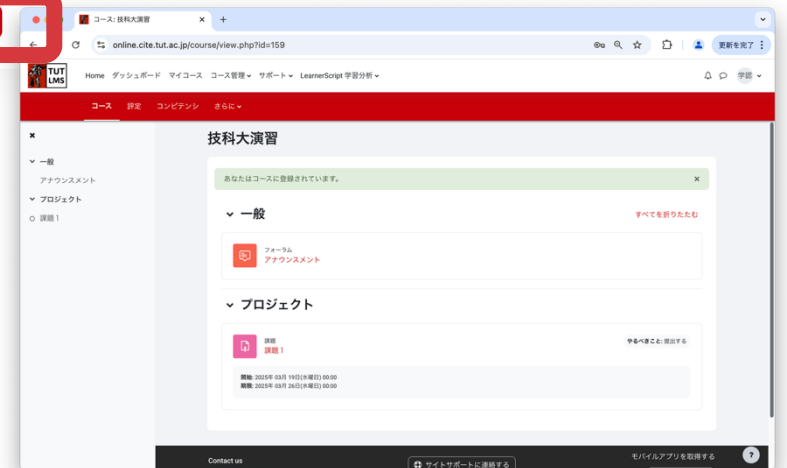 コース: 技科大演習
online.cite.tut.ac.jp/course/view.php?id=159
更新を完了
TUT LMS
Home ダッシュボード マイコース コース管理 サポート LearnerScript 学習分析
学認
コース 評定 コンピテンシ さらに
一般
アナウンスメント
プロジェクト
課題 1
技科大演習
あなたはコースに登録されています。
一般
すべてを折りたたむ
フォーラム
アナウンスメント
プロジェクト
課題
課題 1
やるべきこと: 提出する
開始: 2025年 03月 19日(水曜日) 00:00
期限: 2025年 03月 26日(水曜日) 00:00
Contact us
サイトサポートに連絡する
モバイルアプリを取得する
?